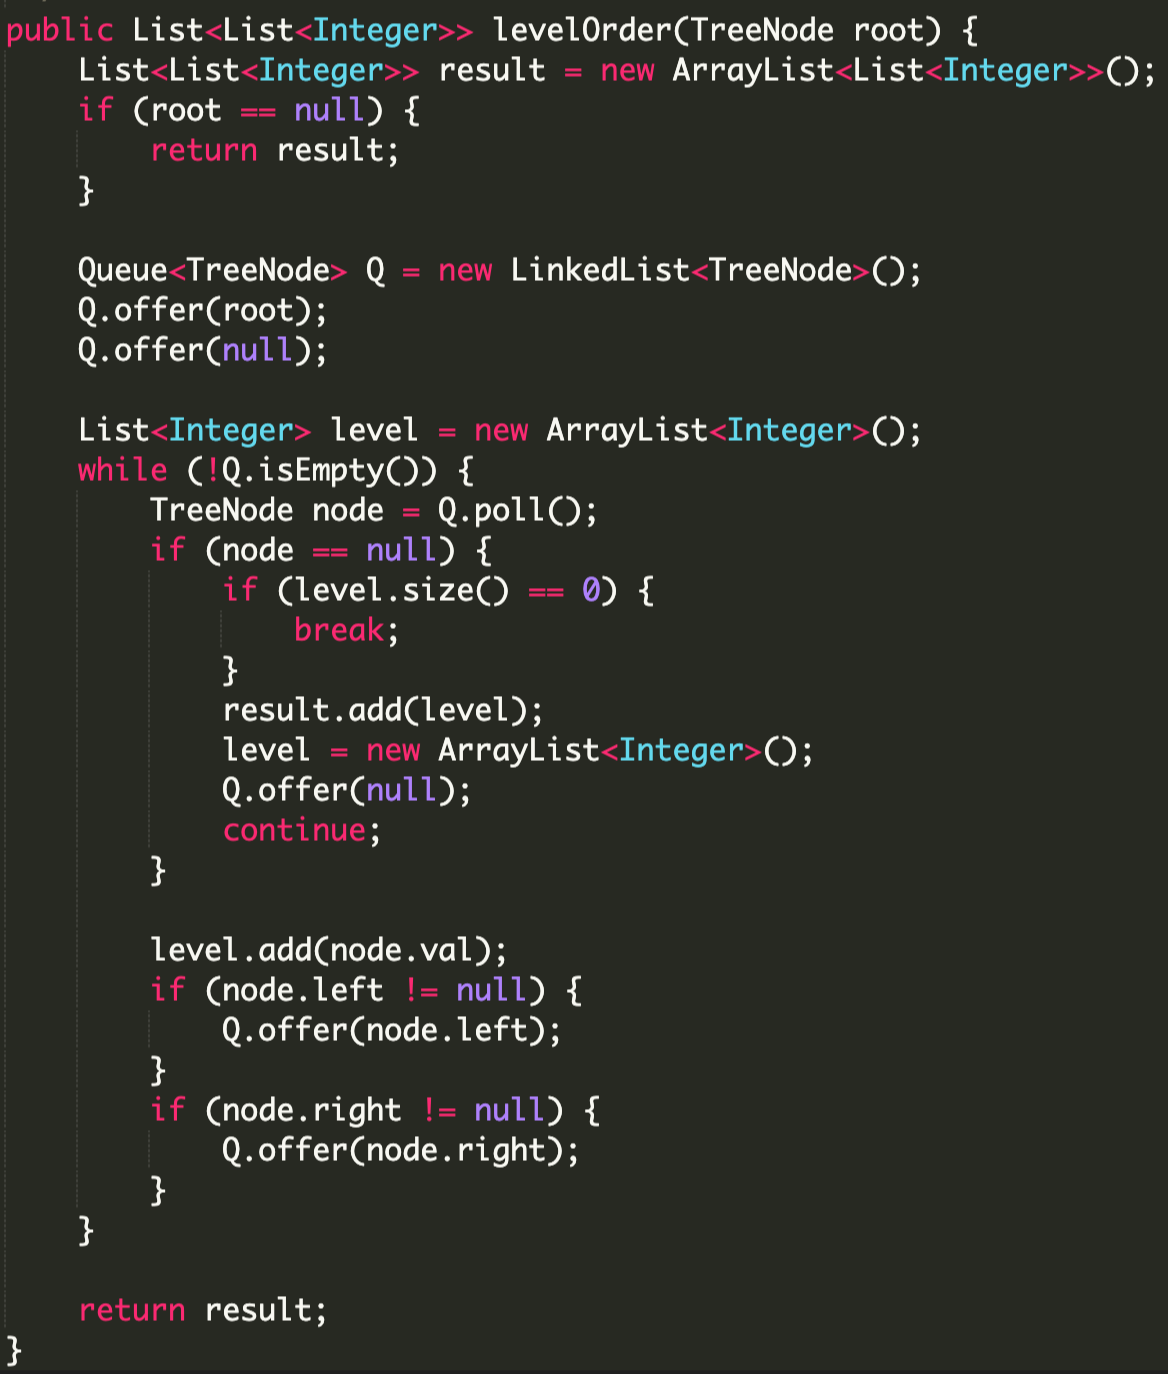 public List<List<Integer>> levelOrder(TreeNode root) {
    List<List<Integer>> result = new ArrayList<List<Integer>>();
    if (root == null) {
        return result;
    }

    Queue<TreeNode> Q = new LinkedList<TreeNode>();
    Q.offer(root);
    Q.offer(null);

    List<Integer> level = new ArrayList<Integer>();
    while (!Q.isEmpty()) {
        TreeNode node = Q.poll();
        if (node == null) {
            if (level.size() == 0) {
                break;
            }
            result.add(level);
            level = new ArrayList<Integer>();
            Q.offer(null);
            continue;
        }

        level.add(node.val);
        if (node.left != null) {
            Q.offer(node.left);
        }
        if (node.right != null) {
            Q.offer(node.right);
        }
    }

    return result;
}